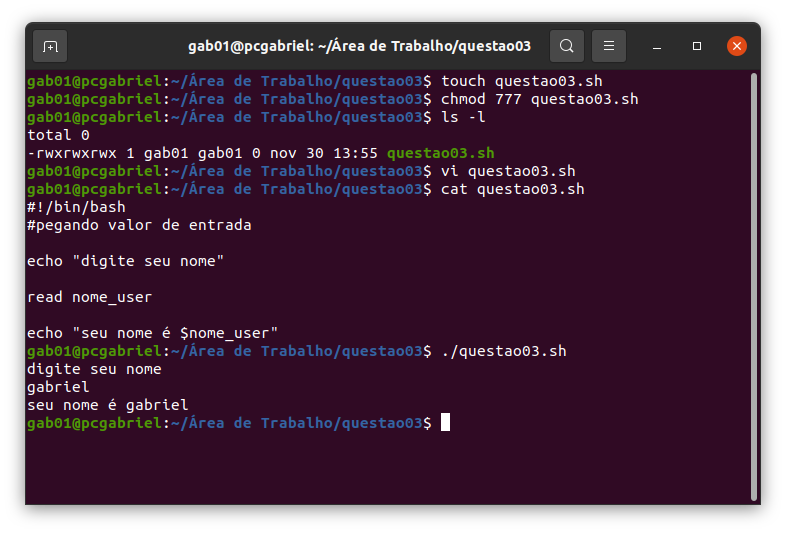 gab01@pcgabriel: ~/Área de Trabalho/questao03
gab01@pcgabriel:~/Área de Trabalho/questao03$ touch questao03.sh
gab01@pcgabriel:~/Área de Trabalho/questao03$ chmod 777 questao03.sh
gab01@pcgabriel:~/Área de Trabalho/questao03$ ls -l
total 0
-rwxrwxrwx 1 gab01 gab01 0 nov 30 13:55 questao03.sh
gab01@pcgabriel:~/Área de Trabalho/questao03$ vi questao03.sh
gab01@pcgabriel:~/Área de Trabalho/questao03$ cat questao03.sh
#!/bin/bash
#pegando valor de entrada
echo "digite seu nome"
read nome_user
echo "seu nome é $nome_user"
gab01@pcgabriel:~/Área de Trabalho/questao03$ ./questao03.sh
digite seu nome
gabriel
seu nome é gabriel
gab01@pcgabriel:~/Área de Trabalho/questao03$